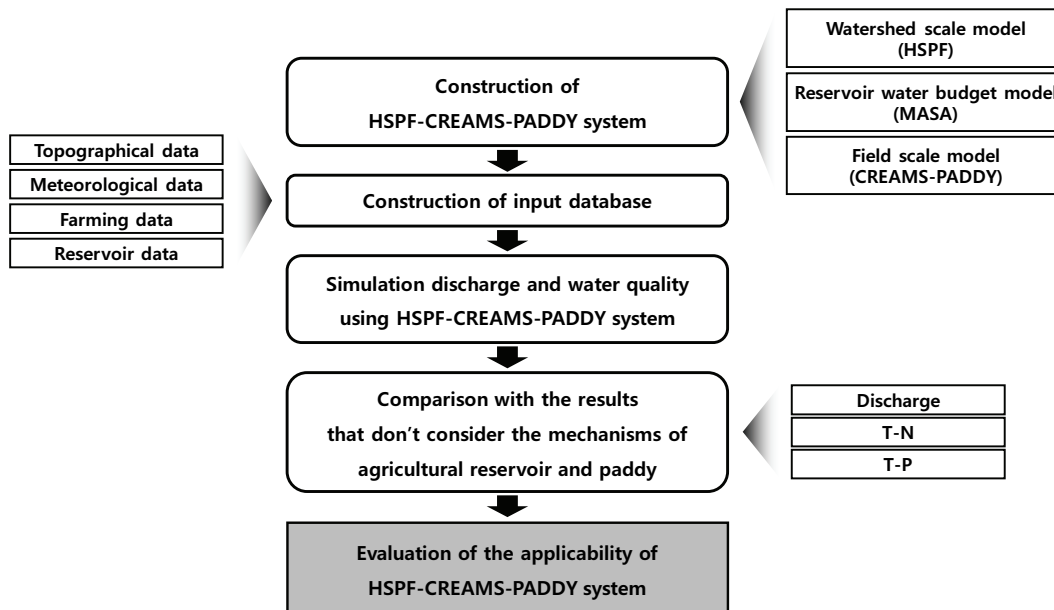 Watershed scale model
(HSPF)
Reservoir water budget model
(MASA)
Field scale model
(CREAMS-PADDY)
Construction of
HSPF-CREAMS-PADDY system
Topographical data
Meteorological data
Farming data
Reservoir data
Construction of input database
Simulation discharge and water quality
using HSPF-CREAMS-PADDY system
Comparison with the results
that don’t consider the mechanisms of
agricultural reservoir and paddy
Discharge
T-N
T-P
Evaluation of the applicability of
HSPF-CREAMS-PADDY system